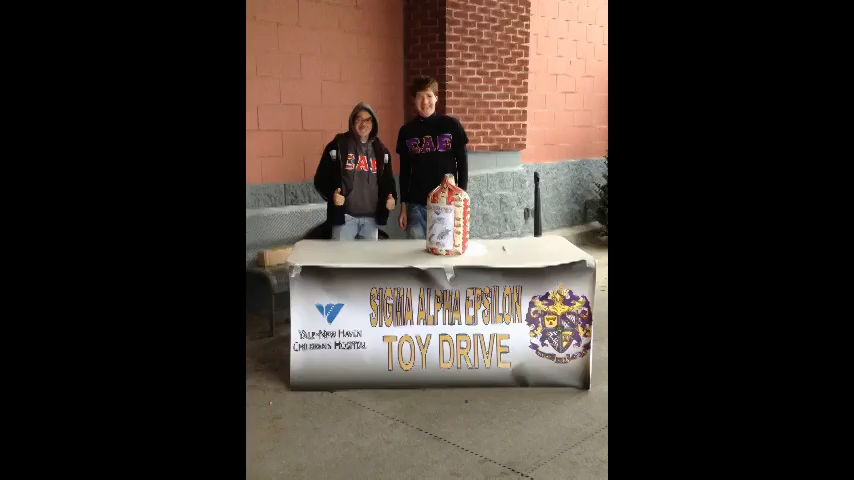 ΣΑΕ
ΣΑΕ
YALE-NEW HAVEN
CHILDREN'S HOSPITAL
SIGMA ALPHA EPSILON
TOY DRIVE